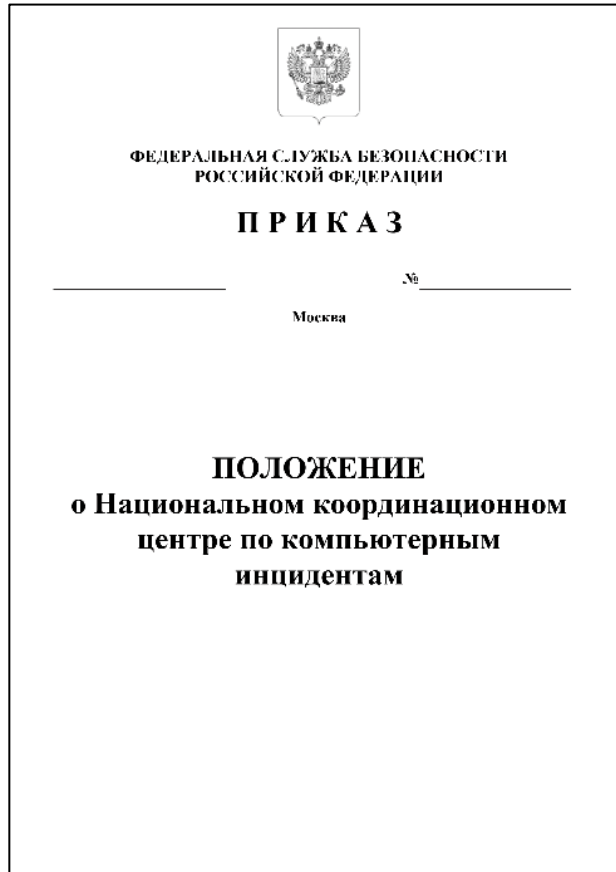 ФЕДЕРАЛЬНАЯ СЛУЖБА БЕЗОПАСНОСТИ
РОССИЙСКОЙ ФЕДЕРАЦИИ
П Р И К А З
№
Москва
ПОЛОЖЕНИЕ
о Национальном координационном
центре по компьютерным
инцидентам